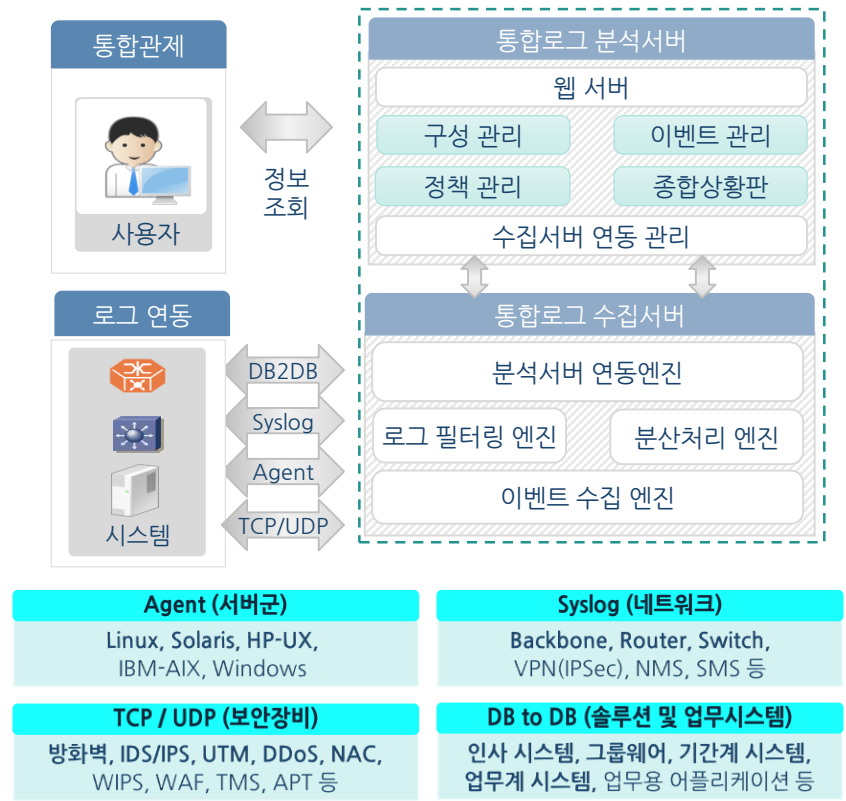 통합관제
사용자
정보
조회
통합로그 분석서버
웹 서버
구성 관리
이벤트 관리
정책 관리
종합상황판
수집서버 연동 관리
로그 연동
시스템
DB2DB
Syslog
Agent
TCP/UDP
통합로그 수집서버
분석서버 연동엔진
로그 필터링 엔진
분산처리 엔진
이벤트 수집 엔진
Agent (서버군)
Linux, Solaris, HP-UX,
IBM-AIX, Windows
Syslog (네트워크)
Backbone, Router, Switch,
VPN(IPSec), NMS, SMS 등
TCP / UDP (보안장비)
방화벽, IDS/IPS, UTM, DDoS, NAC,
WIPS, WAF, TMS, APT 등
DB to DB (솔루션 및 업무시스템)
인사 시스템, 그룹웨어, 기간계 시스템,
업무계 시스템, 업무용 어플리케이션 등